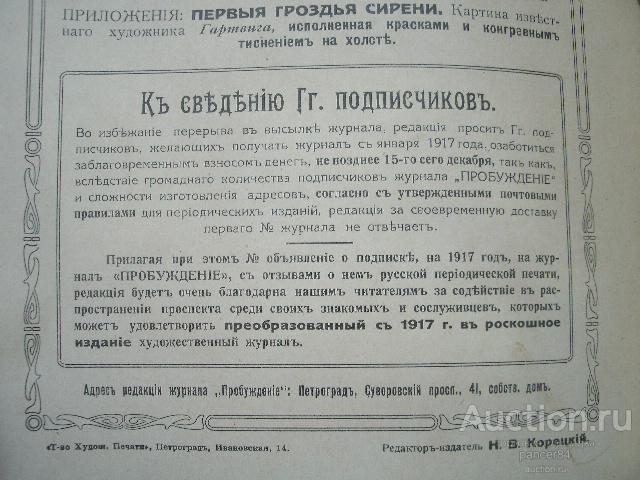 ПРИЛОЖЕНІЯ: ПЕРВЫЯ ГРОЗДЬЯ СИРЕНИ. Картина извѣст-
наго художника Гартвига, исполненная красками и конгревнымъ
тисненіемъ на холстѣ.
Къ свѣдѣнію Гг. подписчиковъ.
Во избѣжаніе перерыва въ высылкѣ журнала, редакція проситъ Гг. под-
писчиковъ, желающихъ получать журналъ съ января 1917 года, озаботиться
заблаговременнымъ взносомъ денегъ, не позднее 15-го сего декабря, такъ какъ,
вслѣдствіе громаднаго количества подписчиковъ журнала „ПРОБУЖДЕНІЕ"
и сложности изготовленія адресовъ, согласно съ утвержденными почтовыми
правилами для періодическихъ изданій, редакція за своевременную доставку
перваго № журнала не отвѣчаетъ.
Прилагая при этомъ № объявленіе о подпискѣ, на 1917 годъ, на жур-
налъ «ПРОБУЖДЕНІЕ», съ отзывами о немъ русской періодической печати,
редакція будетъ очень благодарна нашимъ читателямъ за содѣйствіе въ рас-
пространеніи проспекта среди своихъ знакомыхъ и сослуживцевъ, которыхъ
можетъ удовлетворить преобразованный съ 1917 г. въ роскошное
изданіе художественный журналъ.
Адресъ редакціи журнала „Пробужденіе": Петроградъ, Суворовскій просп., 41, собств. домъ.
«Т-во Худож. Печати», Петроградъ, Ивановская, 14.
Редакторъ-издатель Н. В. Корецкій.
Auction.ru
pancer84
auction.ru